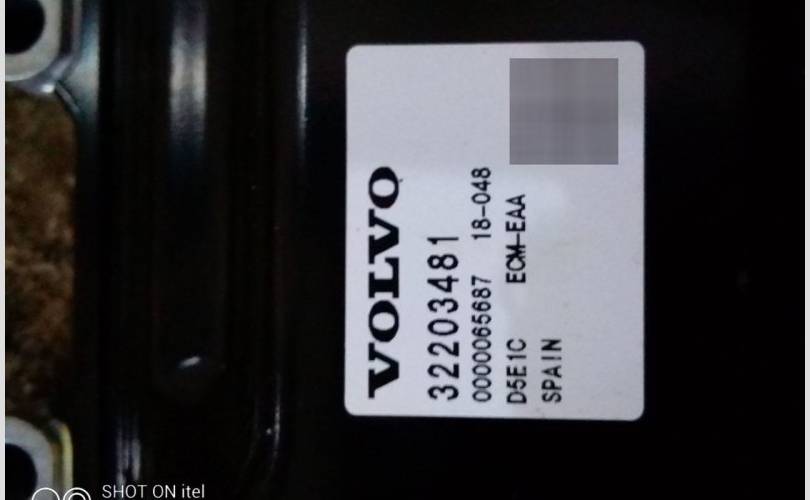 VOLVO
32203481
0000065687 18-048
D5E1C ECM-EAA
SPAIN
SHOT ON itel